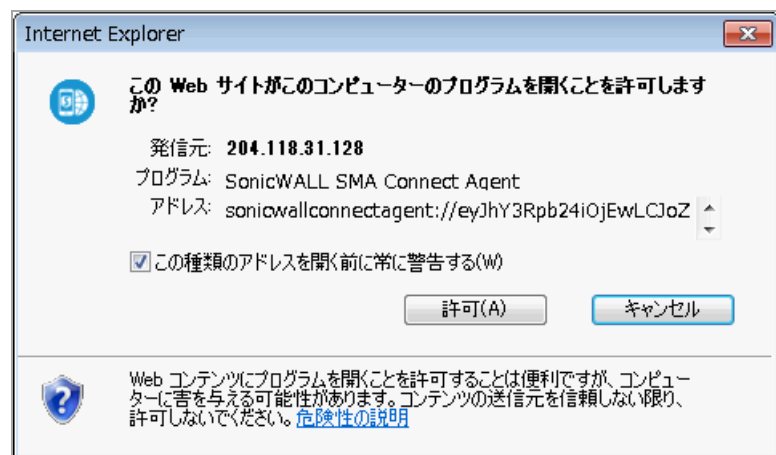 Internet Explorer
この Web サイトがこのコンピューターのプログラムを開くことを許可します
か?
発信元: 204.118.31.128
プログラム: SonicWALL SMA Connect Agent
アドレス: sonicwallconnectagent://eyJhY3Rpb24iOjEwLCJoZ
この種類のアドレスを開く前に常に警告する(W)
許可(A)
キャンセル
Web コンテンツにプログラムを開くことを許可することは便利ですが、コンピュー
ターに害を与える可能性があります。コンテンツの送信元を信頼しない限り、
許可しないでください。危険性の説明